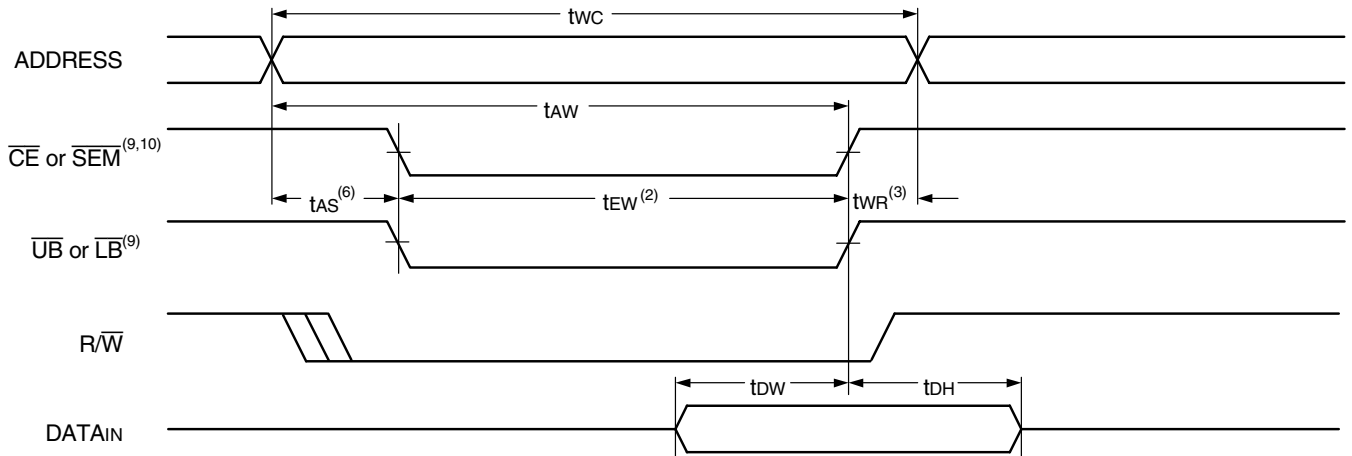 tWC
ADDRESS
tAW
CE or SEM(9,10)
tAS(6) tEW(2) tWR(3)
UB or LB(9)
R/W
tDW tDH
DATAIN